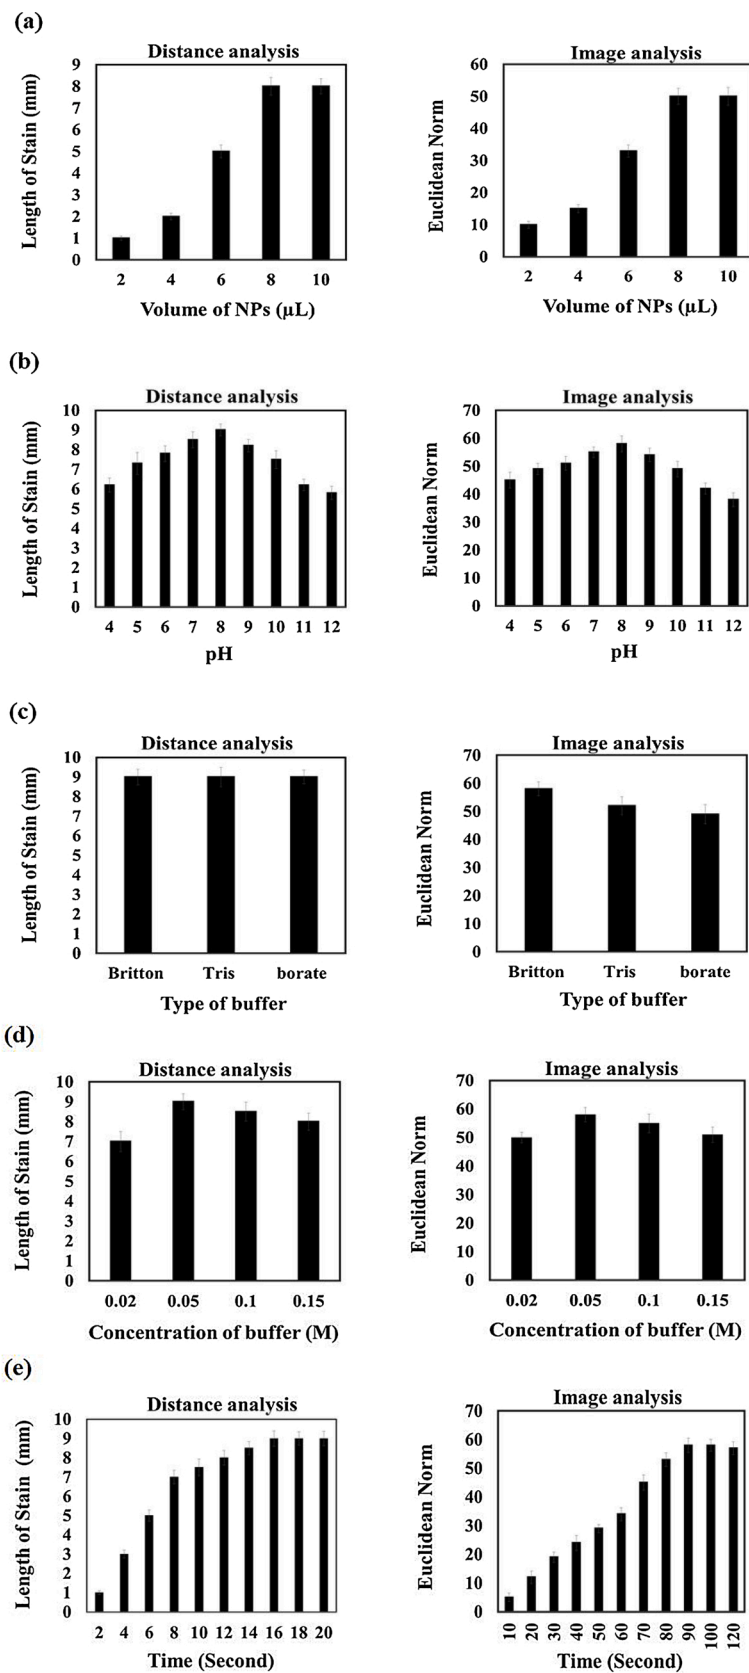 (a)
Distance analysis
Length of Stain (mm)
9
8
7
6
5
4
3
2
1
0
2 4 6 8 10
Volume of NPs (µL)
Image analysis
Euclidean Norm
60
50
40
30
20
10
0
2 4 6 8 10
Volume of NPs (µL)
(b)
Distance analysis
Length of Stain (mm)
10
9
8
7
6
5
4
3
2
1
0
4 5 6 7 8 9 10 11 12
pH
Image analysis
Euclidean Norm
70
60
50
40
30
20
10
0
4 5 6 7 8 9 10 11 12
pH
(c)
Distance analysis
Length of Stain (mm)
10
9
8
7
6
5
4
3
2
1
0
Britton Tris borate
Type of buffer
Image analysis
Euclidean Norm
70
60
50
40
30
20
10
0
Britton Tris borate
Type of buffer
(d)
Distance analysis
Length of Stain (mm)
10
9
8
7
6
5
4
3
2
1
0
0.02 0.05 0.1 0.15
Concentration of buffer (M)
Image analysis
Euclidean Norm
70
60
50
40
30
20
10
0
0.02 0.05 0.1 0.15
Concentration of buffer (M)
(e)
Distance analysis
Length of Stain (mm)
10
9
8
7
6
5
4
3
2
1
0
2 4 6 8 10 12 14 16 18 20
Time (Second)
Image analysis
Euclidean Norm
70
60
50
40
30
20
10
0
10 20 30 40 50 60 70 80 90 100 120
Time (Second)